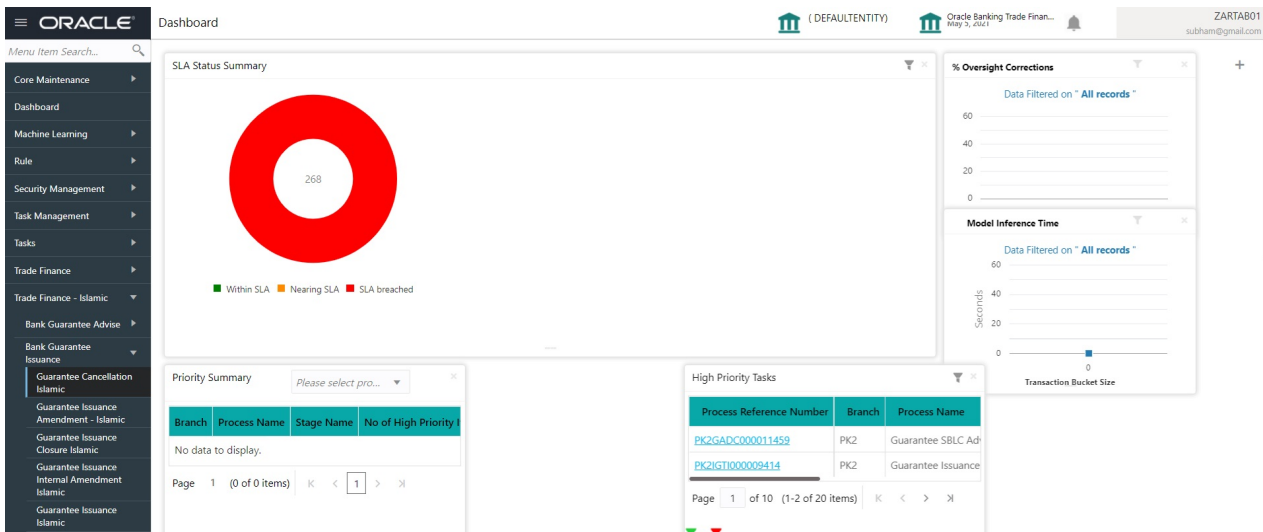 ORACLE®
Dashboard
( DEFAULTENTITY)
Oracle Banking Trade Finan...
May 5, 2021
ZARTAB01
subham@gmail.com
Menu Item Search...
Core Maintenance
Dashboard
Machine Learning
Rule
Security Management
Task Management
Tasks
Trade Finance
Trade Finance - Islamic
Bank Guarantee Advise
Bank Guarantee
Issuance
Guarantee Cancellation
Islamic
Guarantee Issuance
Amendment - Islamic
Guarantee Issuance
Closure Islamic
Guarantee Issuance
Internal Amendment
Islamic
Guarantee Issuance
Islamic
SLA Status Summary
268
Within SLA Nearing SLA SLA breached
% Oversight Corrections
Data Filtered on " All records "
60
40
20
0
Model Inference Time
Data Filtered on " All records "
Seconds
60
40
20
0
0
Transaction Bucket Size
Priority Summary
Please select pro...
Branch Process Name Stage Name No of High Priority
No data to display.
Page 1 (0 of 0 items) 1
High Priority Tasks
Process Reference Number Branch Process Name
PK2GADC000011459 PK2 Guarantee SBLC Adv
PK2IGTI000009414 PK2 Guarantee Issuance
Page 1 of 10 (1-2 of 20 items)